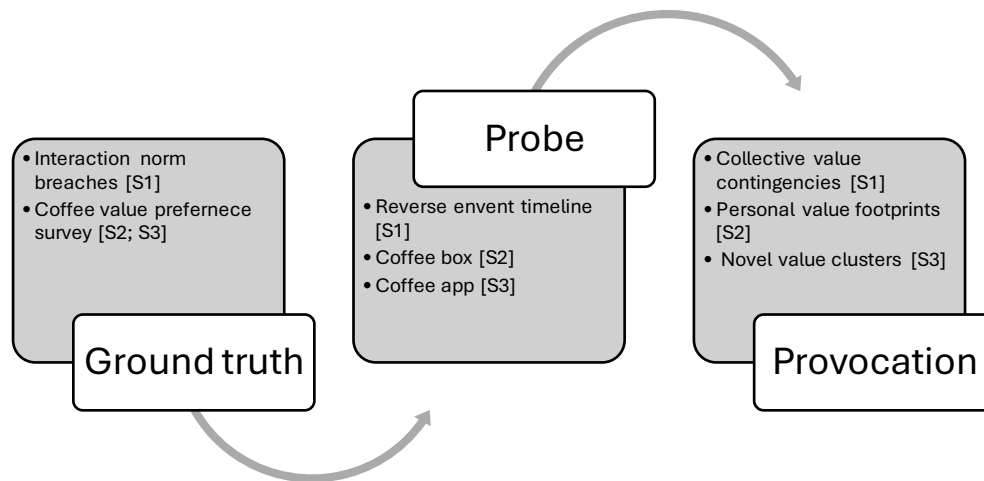 • Interaction norm
breaches [S1]
• Coffee value prefernece
survey [S2; S3]
Ground truth
Probe
• Reverse envent timeline
[S1]
• Coffee box [S2]
• Coffee app [S3]
• Collective value
contingencies [S1]
• Personal value footprints
[S2]
• Novel value clusters [S3]
Provocation